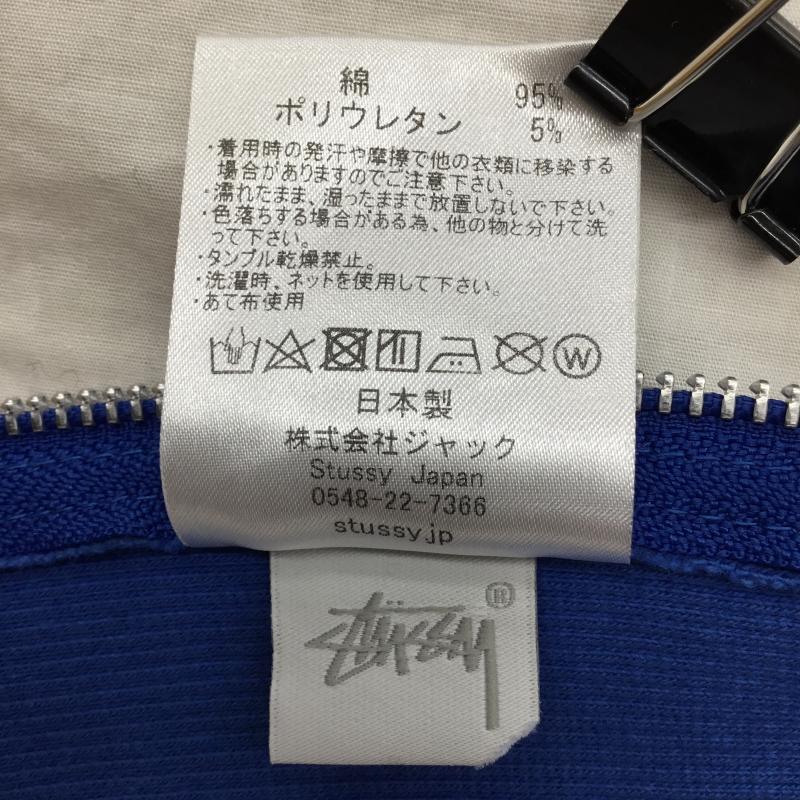 綿 95%
ポリウレタン 5%
・着用時の発汗や摩擦で他の衣類に移染する
場合がありますのでご注意下さい。
・濡れたまま、湿ったままで放置しないで下さい。
・色落ちする場合がある為、他の物と分けて洗
って下さい。
・タンブル乾燥禁止。
・洗濯時、ネットを使用して下さい。
・あて布使用
W
日本製
株式会社ジャック
Stussy Japan
0548-22-7366
stussy.jp
STÜSSY®